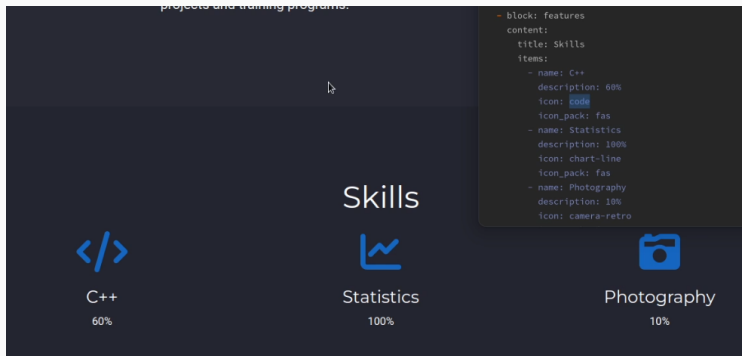 projects and training programs.
- block: features
content:
title: Skills
items:
- name: C++
description: 60%
icon: code
icon_pack: fas
- name: Statistics
description: 100%
icon: chart-line
icon_pack: fas
- name: Photography
description: 10%
icon: camera-retro
Skills
C++
60%
Statistics
100%
Photography
10%